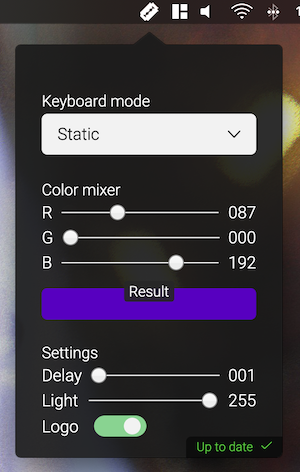 Keyboard mode
Static
Color mixer
R 087
G 000
B 192
Result
Settings
Delay 001
Light 255
Logo
Up to date